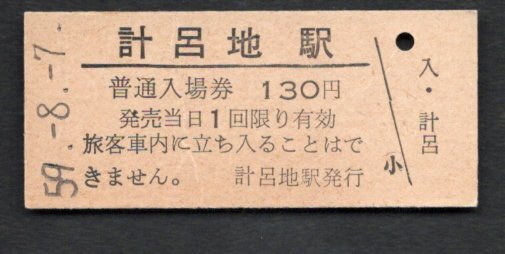 計呂地駅
普通入場券 130円
発売当日1回限り有効
旅客車内に立ち入ることはで
きません。 計呂地駅発行
小
入・計呂
59.-8.-7.